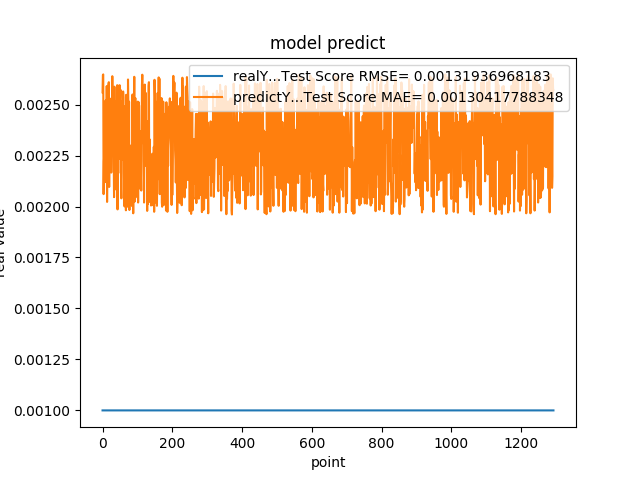 model predict
realY...Test Score RMSE= 0.00131936968183
predictY...Test Score MAE= 0.00130417788348
0.00250
0.00225
0.00200
0.00175
0.00150
0.00125
0.00100
real value
0 200 400 600 800 1000 1200
point